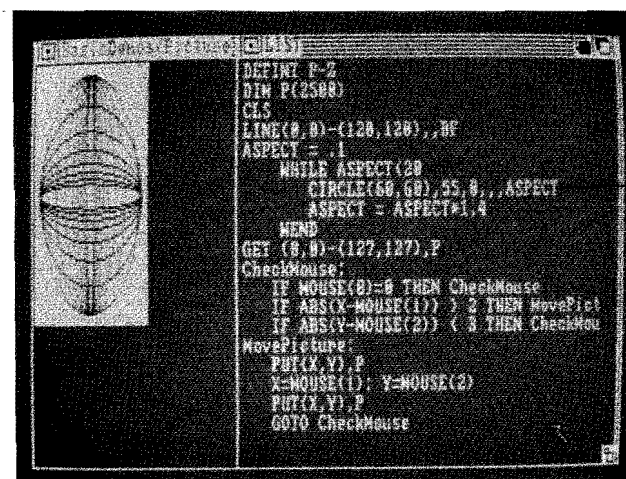 LIST
DEFINT P-Z
DIM P(2500)
CLS
LINE(0,0)-(120,120),,BF
ASPECT = .1
WHILE ASPECT<20
CIRCLE(60,60),55,0,,,ASPECT
ASPECT = ASPECT*1.4
WEND
GET (0,0)-(127,127),P
CheckMouse:
IF MOUSE(0)=0 THEN CheckMouse
IF ABS(X-MOUSE(1)) > 2 THEN MovePict
IF ABS(Y-MOUSE(2)) < 3 THEN CheckMou
MovePicture:
PUT(X,Y),P
X=MOUSE(1): Y=MOUSE(2)
PUT(X,Y),P
GOTO CheckMouse